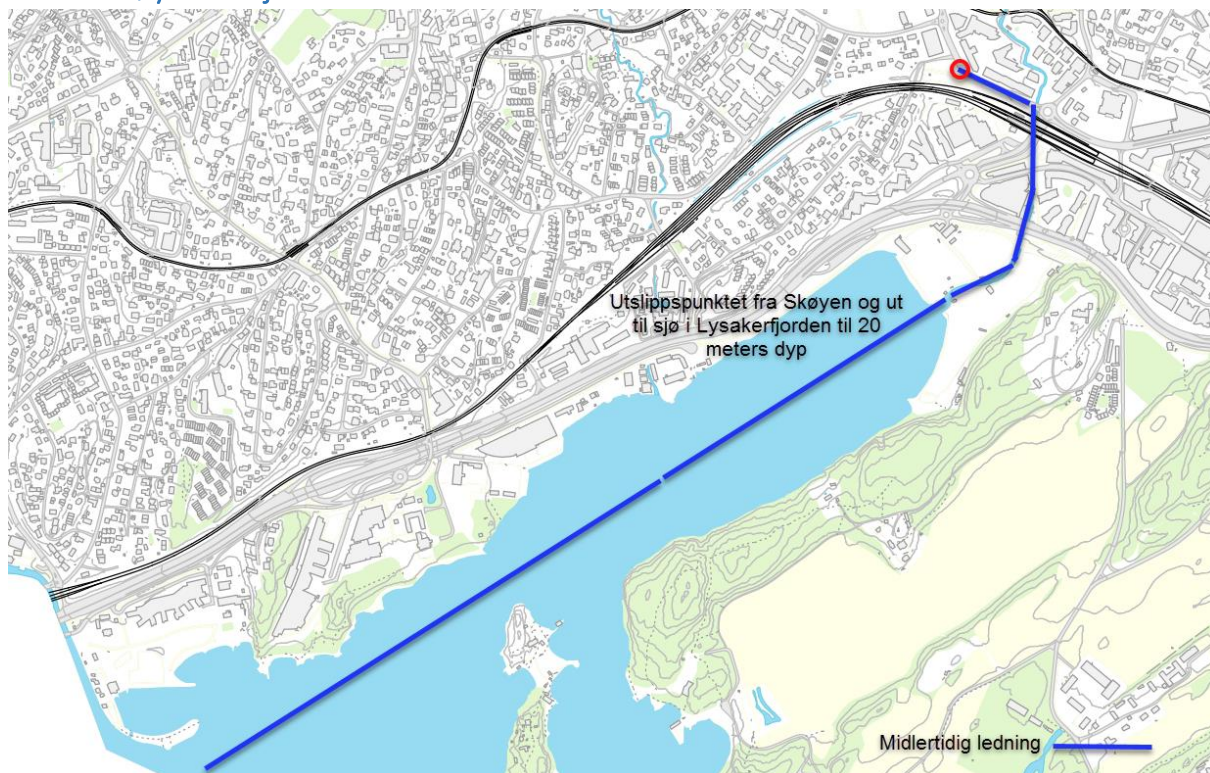 Utslippspunktet fra Skøyen og ut
til sjø i Lysakerfjorden til 20
meters dyp
Midlertidig ledning